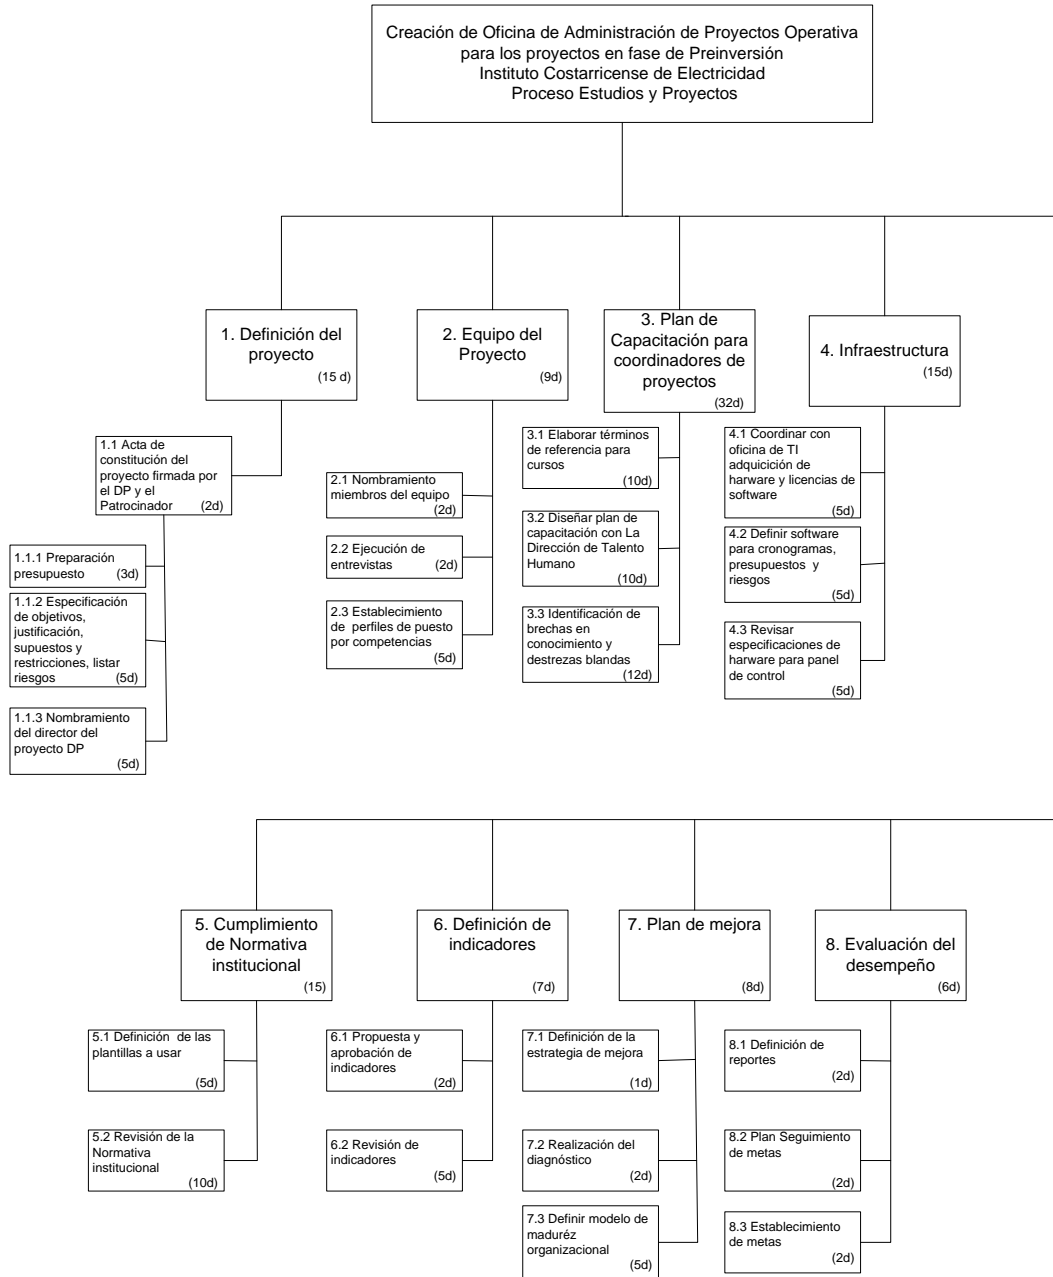 Creación de Oficina de Administración de Proyectos Operativa
para los proyectos en fase de Preinversión
Instituto Costarricense de Electricidad
Proceso Estudios y Proyectos
1. Definición del
proyecto
(15 d)
2. Equipo del
Proyecto
(9d)
3. Plan de
Capacitación para
coordinadores de
proyectos
(32d)
4. Infraestructura
(15d)
1.1 Acta de
constitución del
proyecto firmada por
el DP y el
Patrocinador
(2d)
1.1.1 Preparación
presupuesto
(3d)
1.1.2 Especificación
de objetivos,
justificación,
supuestos y
restricciones, listar
riesgos
(5d)
1.1.3 Nombramiento
del director del
proyecto DP
(5d)
2.1 Nombramiento
miembros del equipo
(2d)
2.2 Ejecución de
entrevistas
(2d)
2.3 Establecimiento
de perfiles de puesto
por competencias
(5d)
3.1 Elaborar términos
de referencia para
cursos
(10d)
3.2 Diseñar plan de
capacitación con La
Dirección de Talento
Humano
(10d)
3.3 Identificación de
brechas en
conocimiento y
destrezas blandas
(12d)
4.1 Coordinar con
oficina de TI
adquicición de
harware y licencias de
software
(5d)
4.2 Definir software
para cronogramas,
presupuestos y
riesgos
(5d)
4.3 Revisar
especificaciones de
harware para panel
de control
(5d)
5. Cumplimiento
de Normativa
institucional
(15)
6. Definición de
indicadores
(7d)
7. Plan de mejora
(8d)
8. Evaluación del
desempeño
(6d)
5.1 Definición de las
plantillas a usar
(5d)
5.2 Revisión de la
Normativa
institucional
(10d)
6.1 Propuesta y
aprobación de
indicadores
(2d)
6.2 Revisión de
indicadores
(5d)
7.1 Definición de la
estrategia de mejora
(1d)
7.2 Realización del
diagnóstico
(2d)
7.3 Definir modelo de
maduréz
organizacional
(5d)
8.1 Definición de
reportes
(2d)
8.2 Plan Seguimiento
de metas
(2d)
8.3 Establecimiento
de metas
(2d)